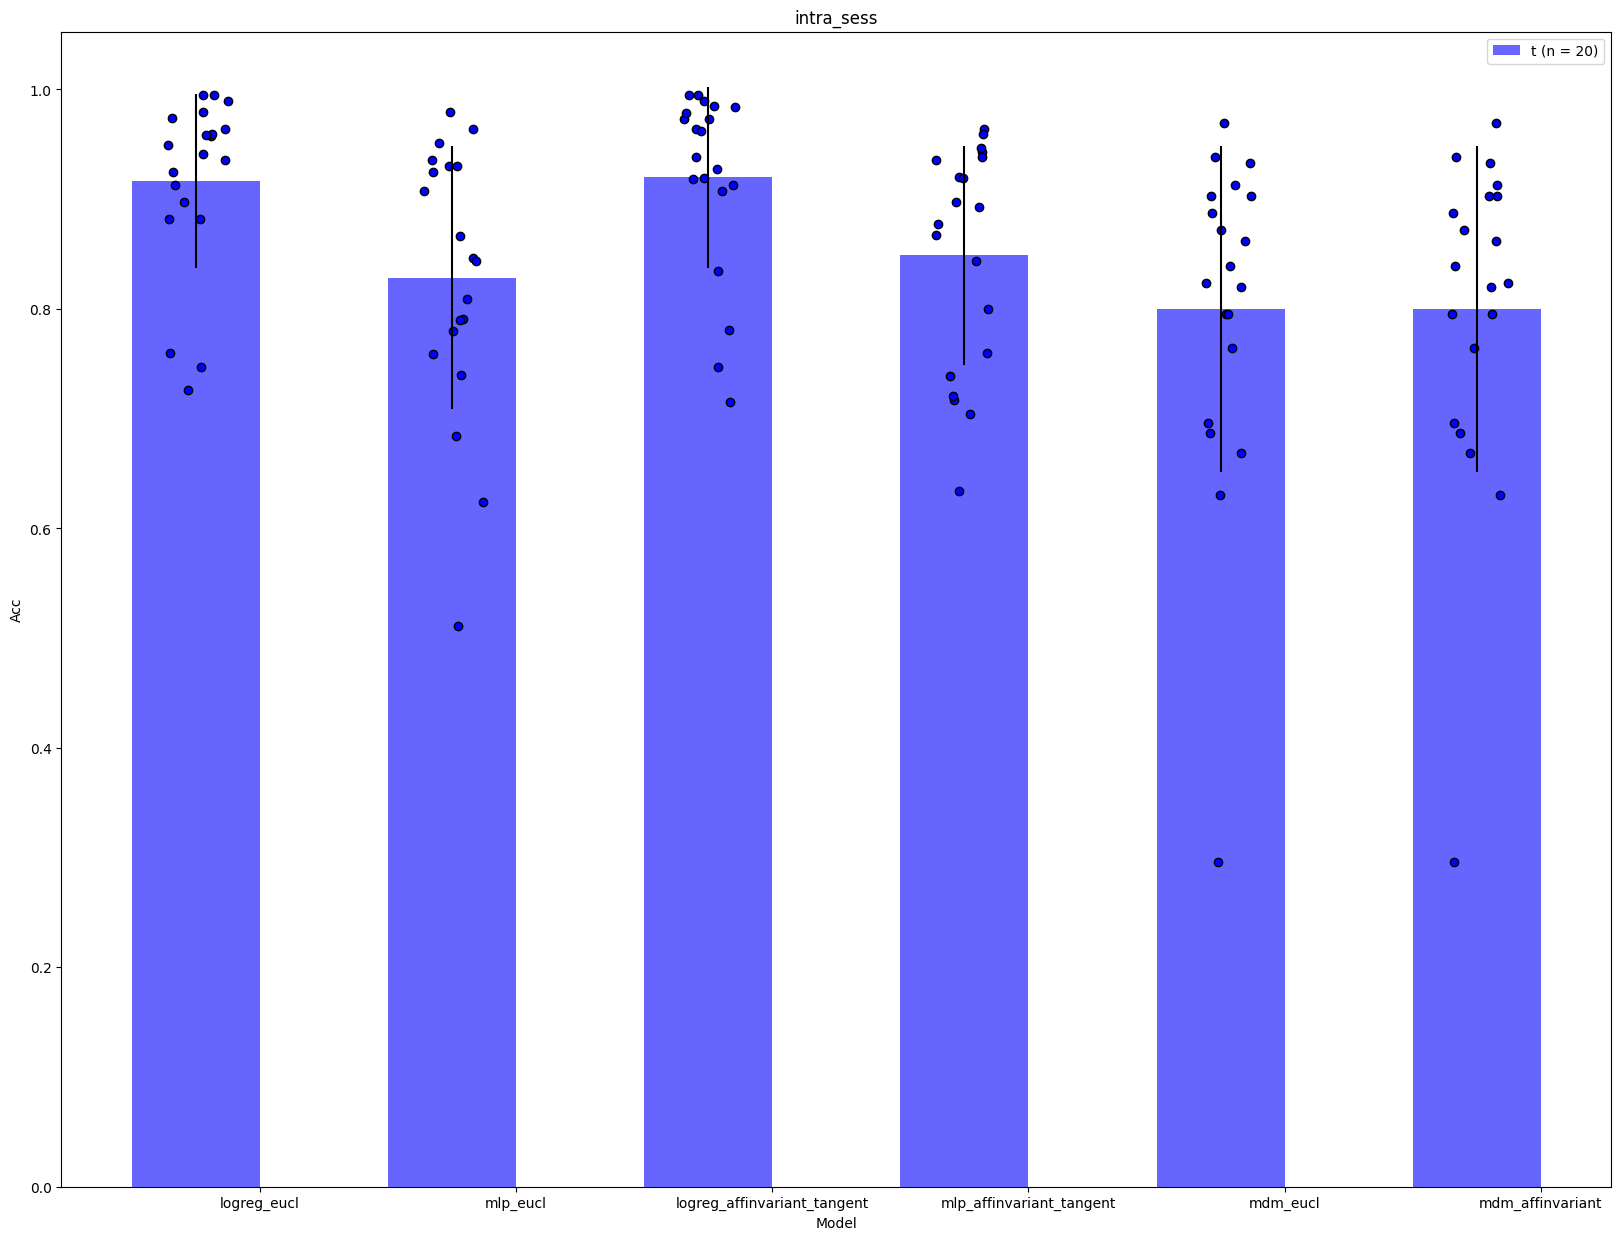 intra_sess
t (n = 20)
1.0
0.8
0.6
0.4
0.2
0.0
Acc
logreg_eucl
mlp_eucl
logreg_affinvariant_tangent
mlp_affinvariant_tangent
mdm_eucl
mdm_affinvariant
Model